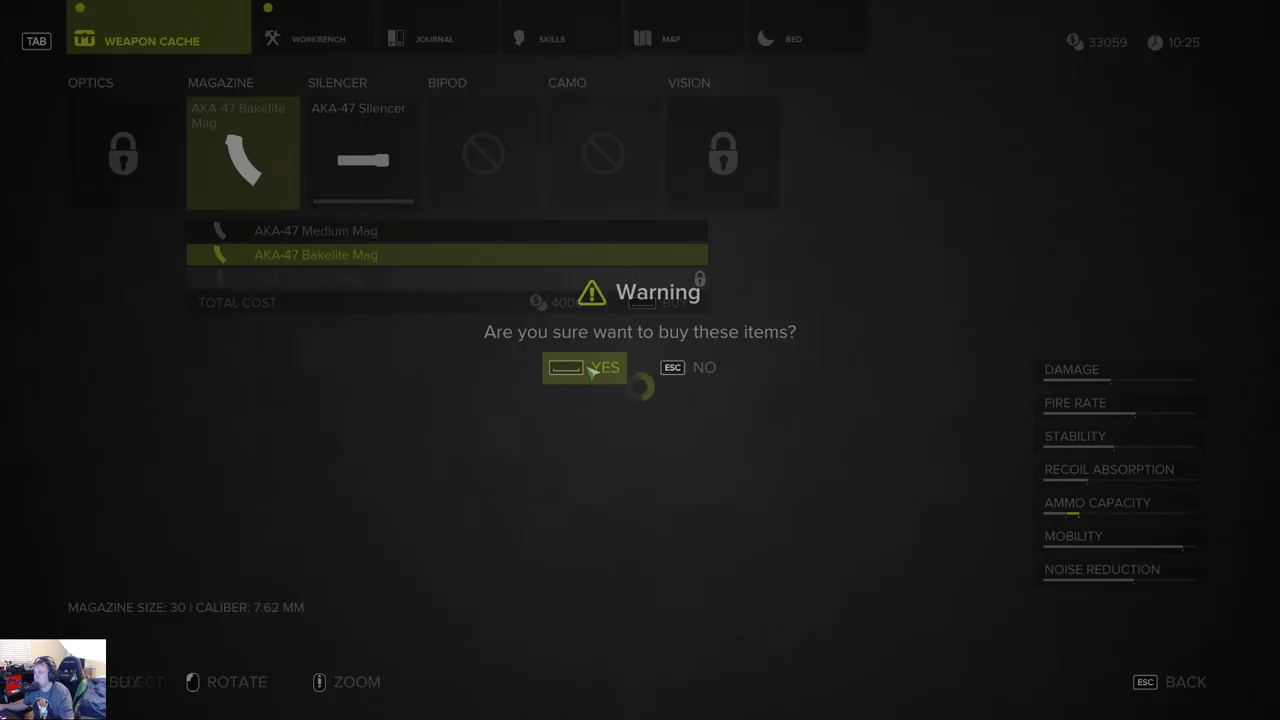 TAB
WEAPON CACHE
WORKBENCH
JOURNAL
SKILLS
MAP
BED
33059
10:25
OPTICS
MAGAZINE
SILENCER
BIPOD
CAMO
VISION
AKA-47 Bakelite
Mag
AKA-47 Silencer
AKA-47 Medium Mag
AKA-47 Bakelite Mag
TOTAL COST
BUY
Warning
Are you sure want to buy these items?
YES
ESC NO
DAMAGE
FIRE RATE
STABILITY
RECOIL ABSORPTION
AMMO CAPACITY
MOBILITY
NOISE REDUCTION
MAGAZINE SIZE: 30 | CALIBER: 7.62 MM
ROTATE
ZOOM
ESC BACK